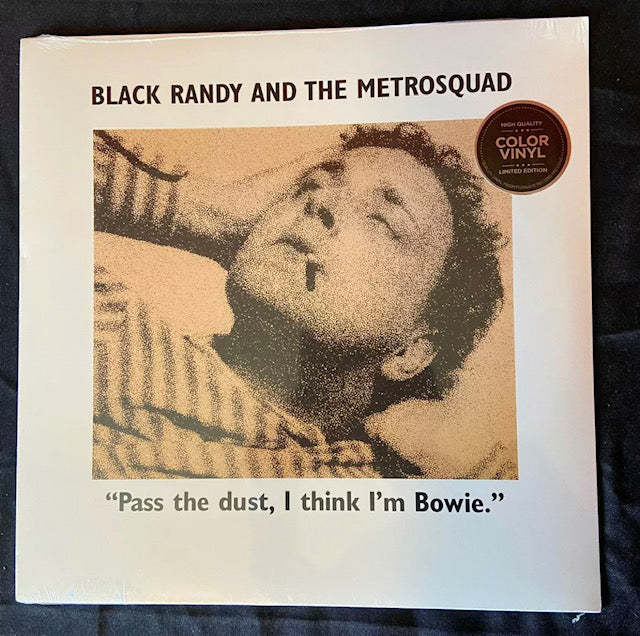 BLACK RANDY AND THE METROSQUAD
HIGH QUALITY
COLOR
VINYL
LIMITED EDITION
“Pass the dust, I think I’m Bowie.”